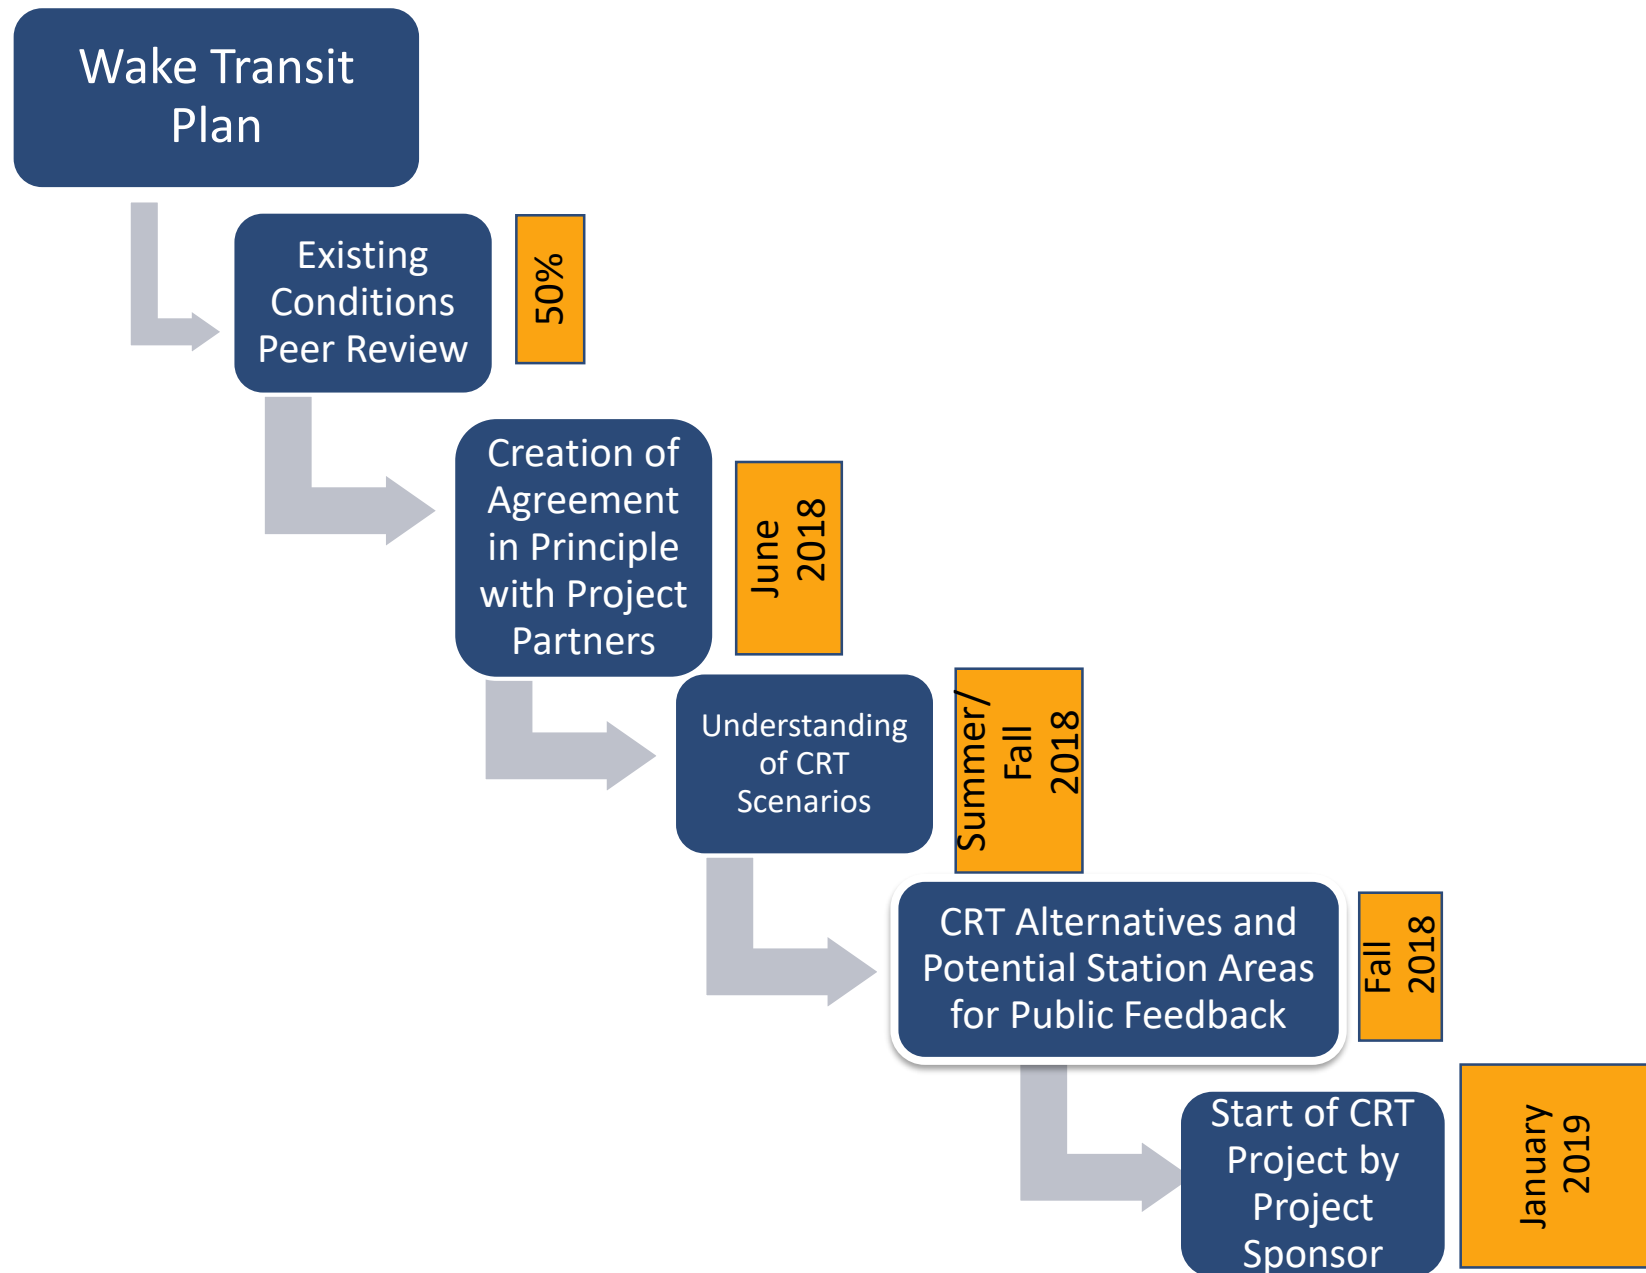 Wake Transit
Plan
Existing
Conditions
Peer Review
50%
Creation of
Agreement
in Principle
with Project
Partners
June
2018
Understanding
of CRT
Scenarios
Summer/
Fall
2018
CRT Alternatives and
Potential Station Areas
for Public Feedback
Fall
2018
Start of CRT
Project by
Project
Sponsor
January
2019